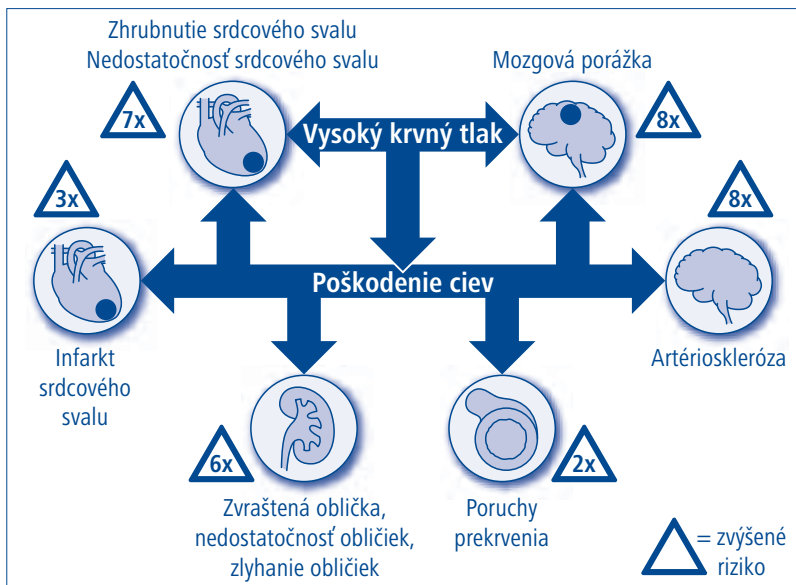 Zhrubnutie srdcového svalu
Nedostatočnosť srdcového svalu
Mozgová porážka
7x
Vysoký krvný tlak
8x
3x
8x
Poškodenie ciev
Infarkt
srdcového
svalu
Artérioskleróza
6x
2x
Zvraštená oblička,
nedostatočnosť obličiek,
zlyhanie obličiek
Poruchy
prekrvenia
= zvýšené
riziko